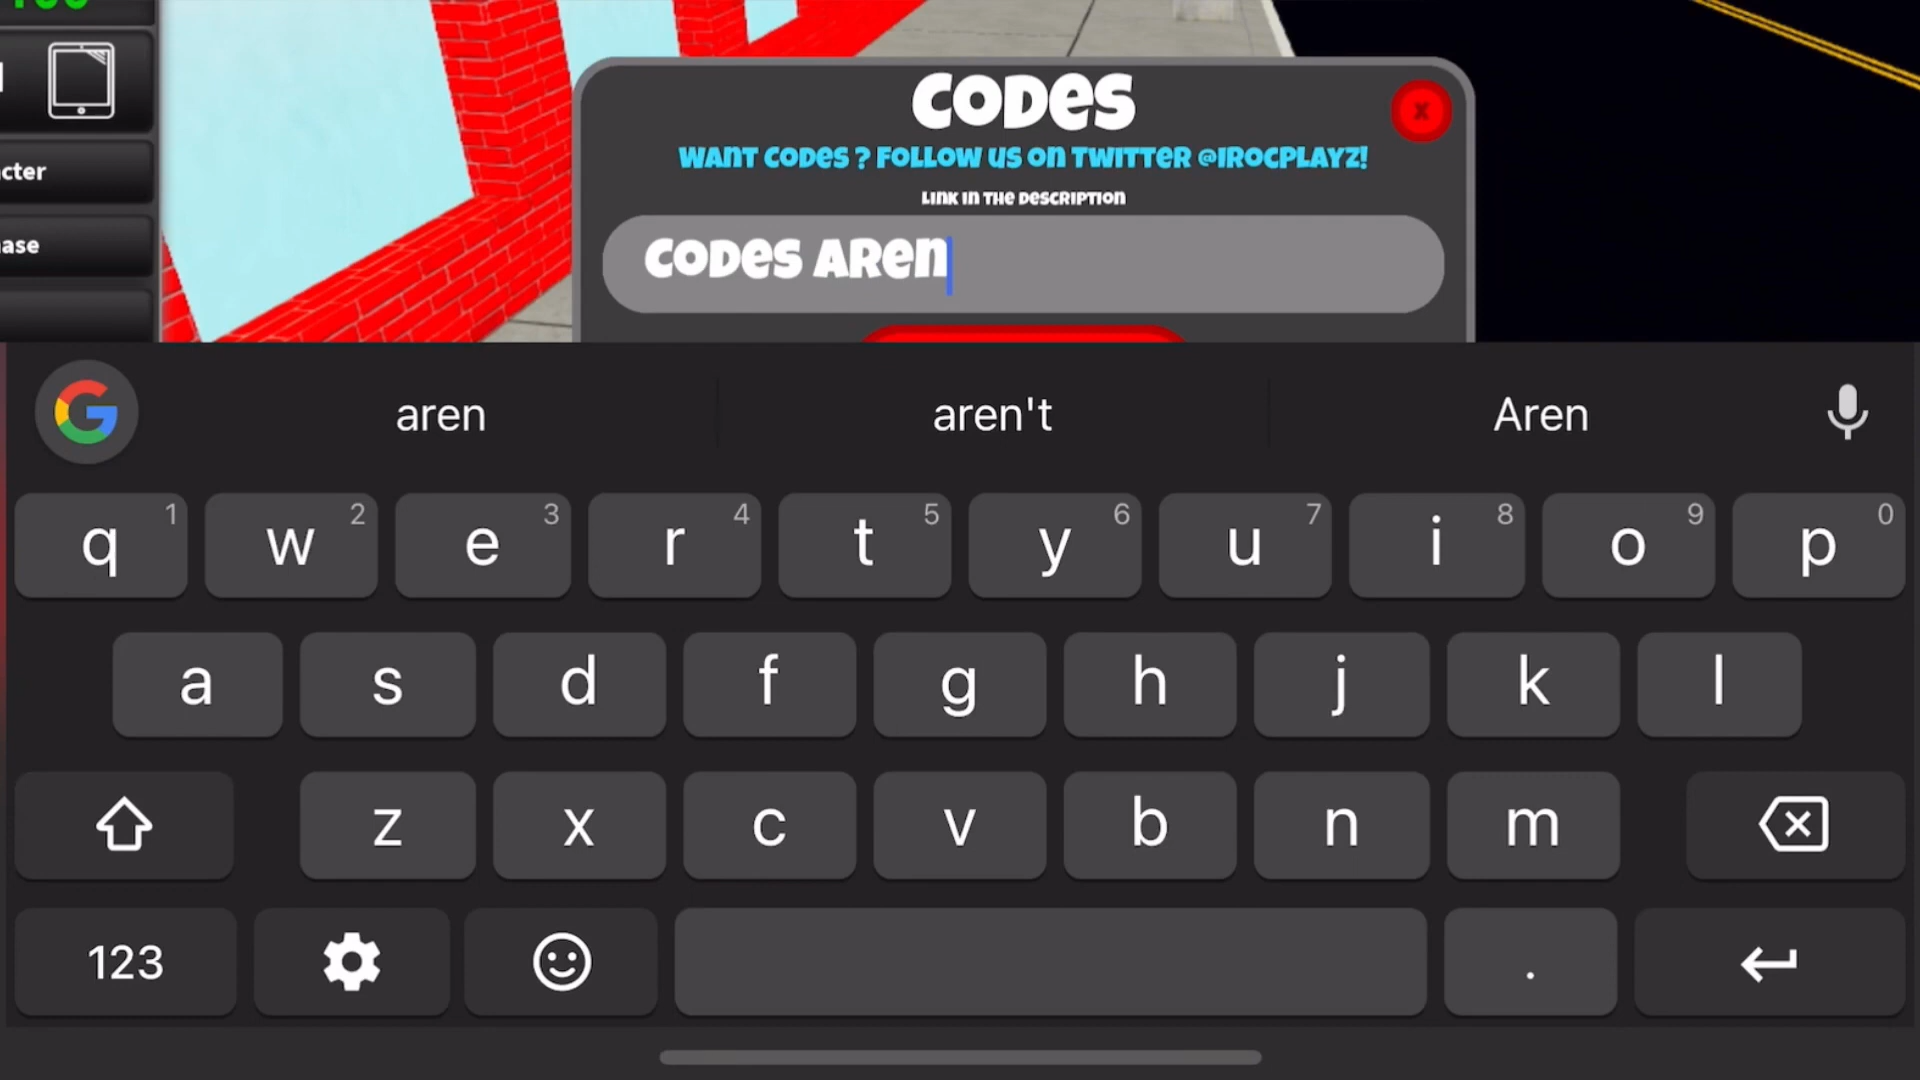 CODES
X
WANT CODES ? FOLLOW US ON TWITTER @IROCPLAYZ!
LINK IN THE DESCRIPTION
cter
CODES AREN
ase
aren aren't Aren
q 1 w 2 e 3 r 4 t 5 y 6 u 7 i 8 o 9 p 0
a s d f g h j k l
z x c v b n m
123 .